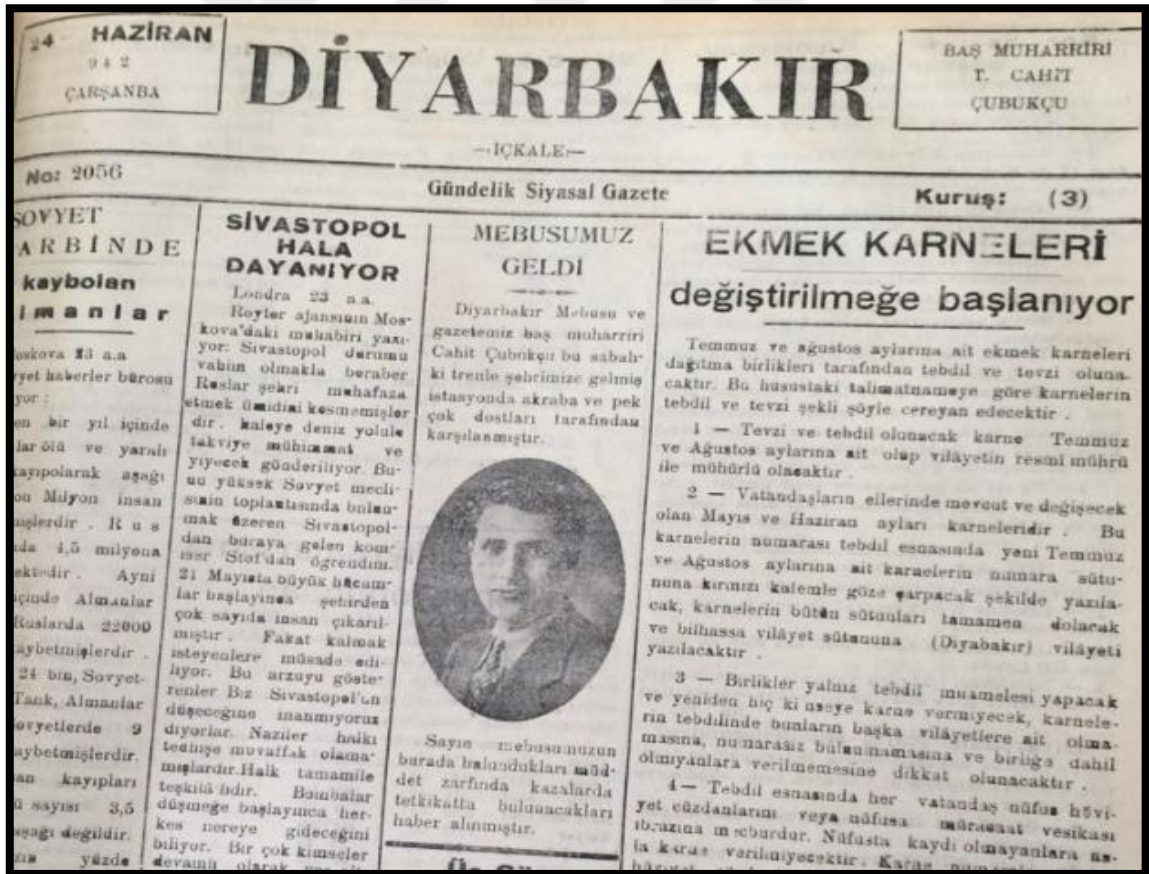 24 HAZİRAN
942
ÇARŞANBA
DİYARBAKIR
—İÇKALE—
BAŞ MUHARRİRİ
T. CAHİT
ÇUBUKÇU
No: 2056
Gündelik Siyasal Gazete
Kuruş: (3)
SOVYET
ARBİNDE
kaybolan
imanlar
oskova 23 a.a
vyet haberler bürosu
yor :
en bir yıl içinde
lar ölü ve yaralı
kayıpolarak aşağı
on Milyon insan
mişlerdir . Rus
da 4,5 milyona
ektedir. Ayni
içinde Almanlar
Ruslarda 22000
aybetmişlerdir .
24 bin, Sovyet-
Tank, Almanlar
ovyetlerde 9
aybetmişlerdir.
an kayıpları
ü sayısı 3,5
aşağı değildir.
yüzde
SİVASTOPOL
HALA
DAYANIYOR
Londra 23 a.a.
Royter ajansının Mos-
kova'daki muhabiri yazı-
yor: Sivastopol durumu
vahim olmakla beraber
Ruslar şehri muhafaza
etmek ümidini kesmemişler
dir. kaleye deniz yolule
takviye mühimmat ve
yiyecek gönderiliyor. Bu-
nu yüksek Sovyet mecli-
sinin toplantısında bulnu-
mak üzeren Sivastopol-
dan buraya gelen kom-
iser Stof'dan öğrendim.
21 Mayısta büyük hücum-
lar başlayınca şehirden
çok sayıda insan çıkarıl-
mıştır . Fakat kalmak
isteyenlere müsade edi-
liyor. Bu arzuyu göste-
renler Biz Sivastopol'un
düşeceğine inanmıyoruz
diyorlar. Naziler halkı
tedhişe muvaffak olama-
mışlardır.Halk tamamile
teşkilâtlıdır. Bombalar
düşmeğe başlayınca her-
kes nereye gideceğini
biliyor. Bir çok kimseler
devamlı olarak
MEBUSUMUZ
GELDİ
Diyarbakır Mebusu ve
gazetemiz baş muharriri
Cahit Çubukçu bu sabah-
ki trenle şehrimize gelmiş
istasyonda akraba ve pek
çok dostları tarafından
karşılanmıştır.
Sayın mebusumuzun
burada bulundukları müd-
det zarfında kazalarda
tetkikatta bulunacakları
haber alınmıştır.
EKMEK KARNELERİ
değiştirilmeğe başlanıyor
Temmuz ve ağustos aylarına ait ekmek karneleri
dağıtma birlikleri tarafından tebdil ve tevzi oluna-
caktır. Bu husustaki talimatnameye göre karnelerin
tebdil ve tevzi şekli şöyle cereyan edecektir .
1 — Tevzi ve tebdil olunacak karne Temmuz
ve Ağustos aylarına ait olup vilâyetin resmî mührü
ile mühürlü olacaktır .
2 — Vatandaşların ellerinde mevcut ve değişecek
olan Mayıs ve Haziran ayları karneleridir . Bu
karnelerin numarası tebdil esnasında yeni Temmuz
ve Ağustos aylarına ait karnelerin numara sütu-
nuna kırmızı kalemle göze çarpacak şekilde yazıla-
cak, karnelerin bütün sütunları tamamen dolacak
ve bilhassa vilâyet sütununa (Diyabakır) vilâyeti
yazılacaktır .
3 — Birlikler yalnız tebdil muamelesi yapacak
ve yeniden hiç kimseye karne vermiyecek, karnele-
rin tebdilinde bunların başka vilâyetlere ait olma-
masına, numarasız bulunmamasına ve birliğe dahil
olmıyanlara verilmemesine dikkat olunacaktır .
4 — Tebdil esnasında her vatandaş nüfus hüvi-
yet cüzdanlarını veya nüfusa müracaat vesikası
ibrazına mecburdur. Nüfusta kaydi olmayanlara as-
la karne verilmiyecektir. Karne